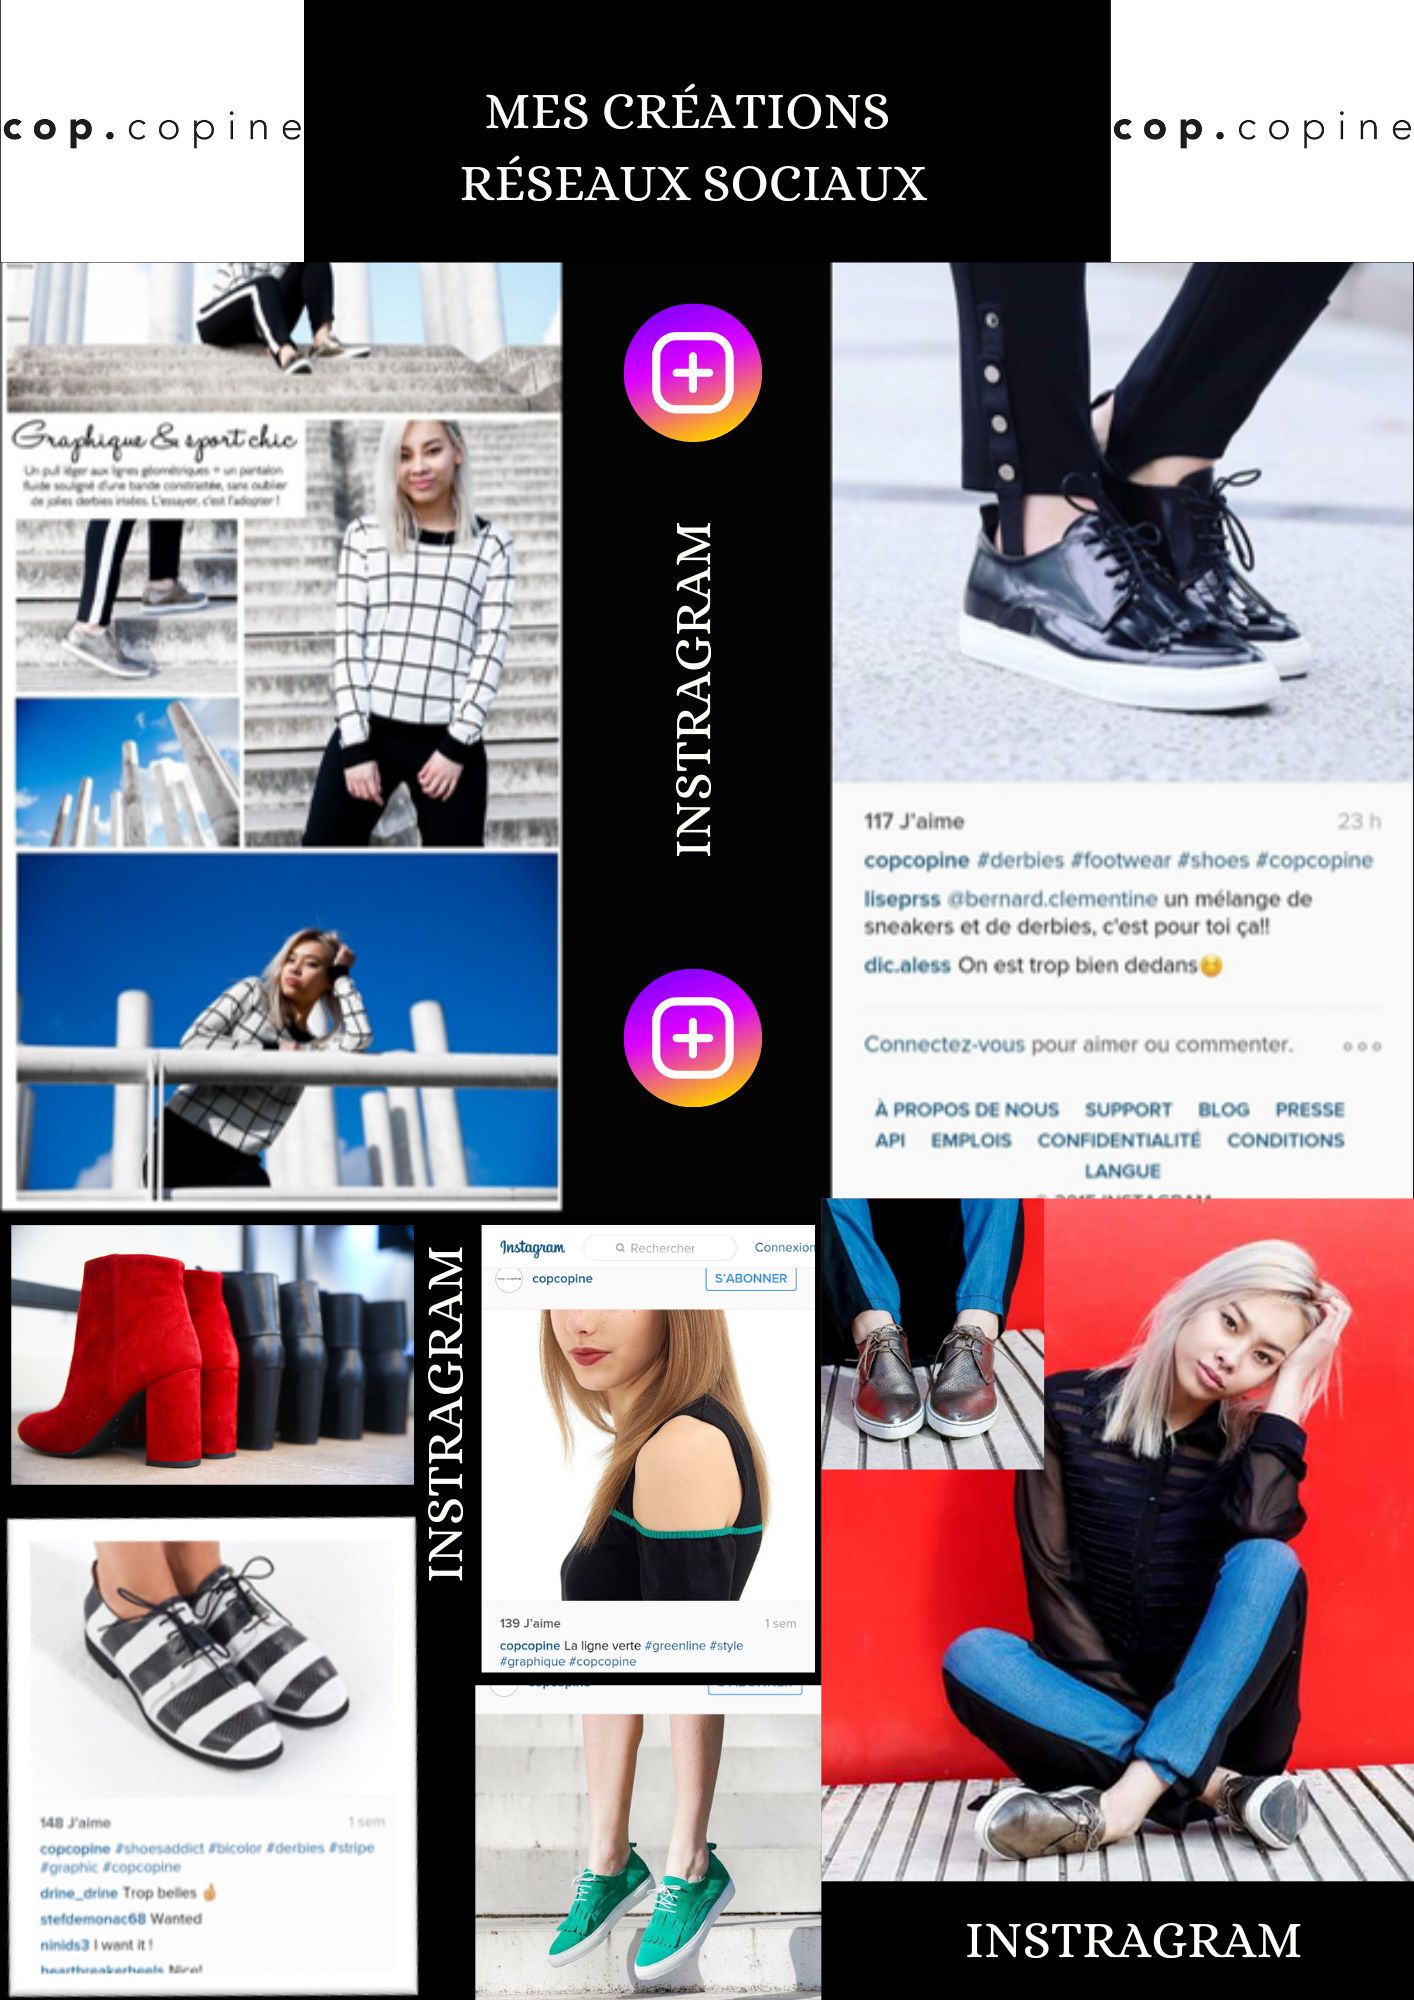 cop.copine
MES CRÉATIONS
RÉSEAUX SOCIAUX
cop.copine
Graphique & sport chic
Un pull léger aux lignes géométriques + un pantalon
fluide souligné d'une bande constrastée, sans oublier
de jolies derbies irisées. L'essayer, c'est l'adopter !
INSTRAGRAM
117 J'aime 23 h
copcopine #derbies #footwear #shoes #copcopine
liseprss @bernard.clementine un mélange de
sneakers et de derbies, c'est pour toi ça!!
dic.aless On est trop bien dedans😊
Connectez-vous pour aimer ou commenter.
À PROPOS DE NOUS SUPPORT BLOG PRESSE
API EMPLOIS CONFIDENTIALITÉ CONDITIONS
LANGUE
© 2015 INSTAGRAM
INSTRAGRAM
Instagram Rechercher Connexion
copcopine S'ABONNER
139 J'aime 1 sem
copcopine La ligne verte #greenline #style
#graphique #copcopine
copcopine S'ABONNER
148 J'aime 1 sem
copcopine #shoesaddict #bicolor #derbies #stripe
#graphic #copcopine
drine_drine Trop belles 👌
stefdemonac68 Wanted
ninids3 I want it !
heartbreakerheels Nice!
INSTRAGRAM